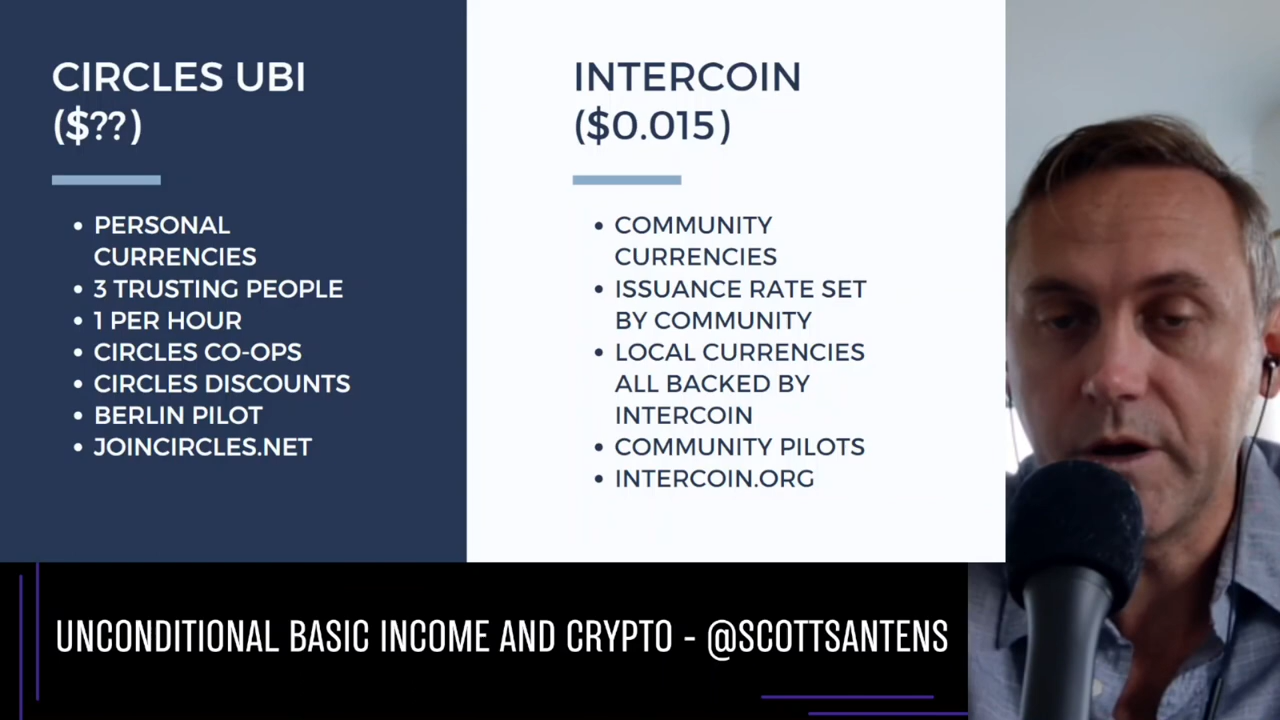 CIRCLES UBI
($??)
PERSONAL
CURRENCIES
3 TRUSTING PEOPLE
1 PER HOUR
CIRCLES CO-OPS
CIRCLES DISCOUNTS
BERLIN PILOT
JOINCIRCLES.NET
INTERCOIN
($0.015)
COMMUNITY
CURRENCIES
ISSUANCE RATE SET
BY COMMUNITY
LOCAL CURRENCIES
ALL BACKED BY
INTERCOIN
COMMUNITY PILOTS
INTERCOIN.ORG
UNCONDITIONAL BASIC INCOME AND CRYPTO - @SCOTTSANTENS